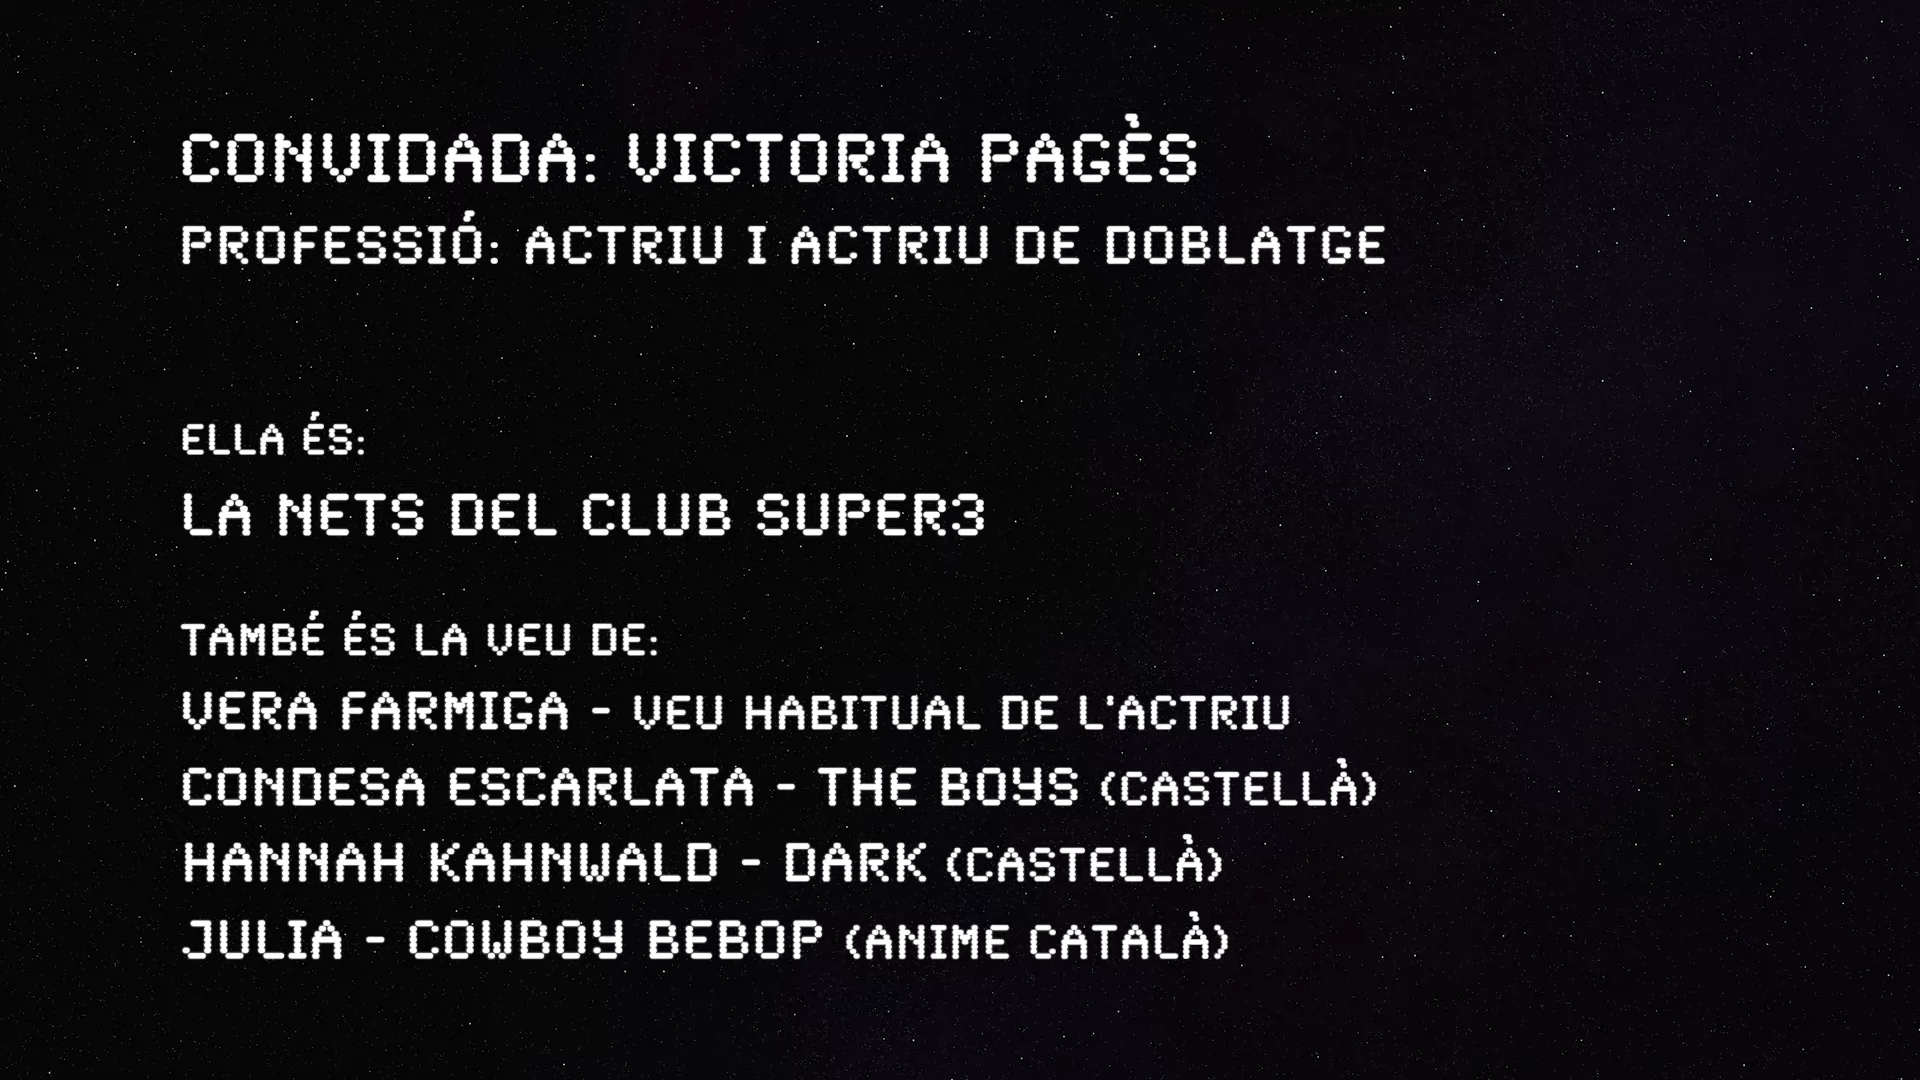 CONVIDADA: VICTORIA PAGÈS
PROFESSIÓ: ACTRIU I ACTRIU DE DOBLATGE
ELLA ÉS:
LA NETS DEL CLUB SUPER3
TAMBÉ ÉS LA VEU DE:
VERA FARMIGA - VEU HABITUAL DE L'ACTRIU
CONDESA ESCARLATA - THE BOYS (CASTELLÀ)
HANNAH KAHNWALD - DARK (CASTELLÀ)
JULIA - COWBOY BEBOP (ANIME CATALÀ)